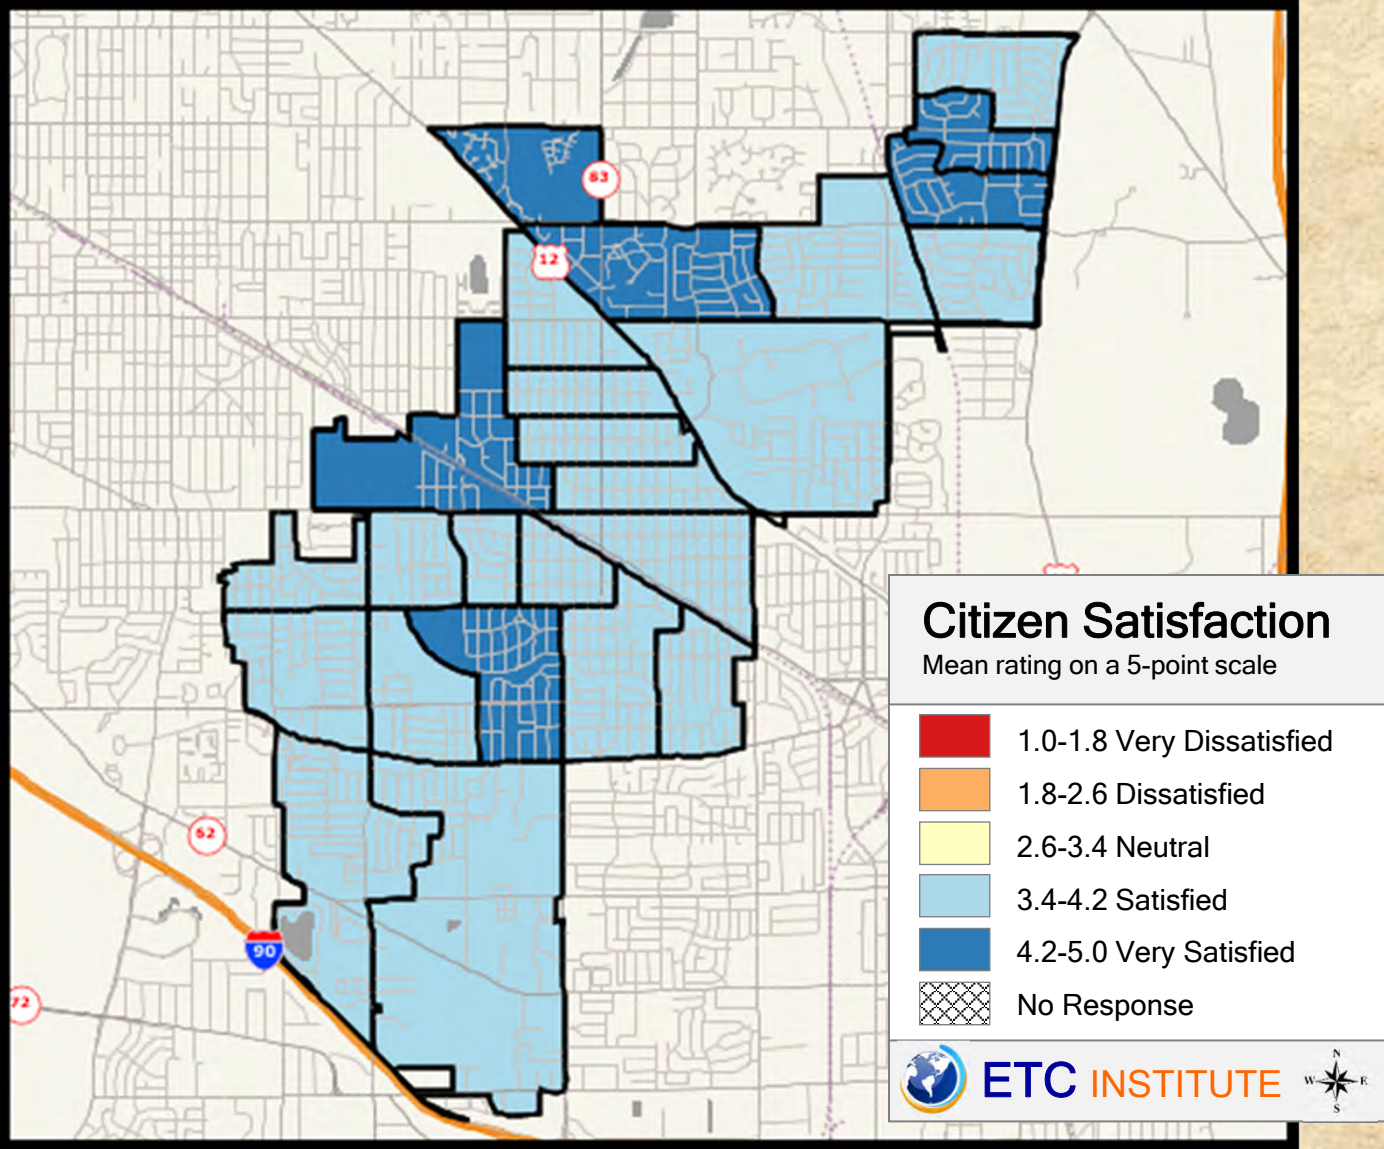 83
12
62
90
72
Citizen Satisfaction
Mean rating on a 5-point scale
1.0-1.8 Very Dissatisfied
1.8-2.6 Dissatisfied
2.6-3.4 Neutral
3.4-4.2 Satisfied
4.2-5.0 Very Satisfied
No Response
ETC INSTITUTE
N
W E
S